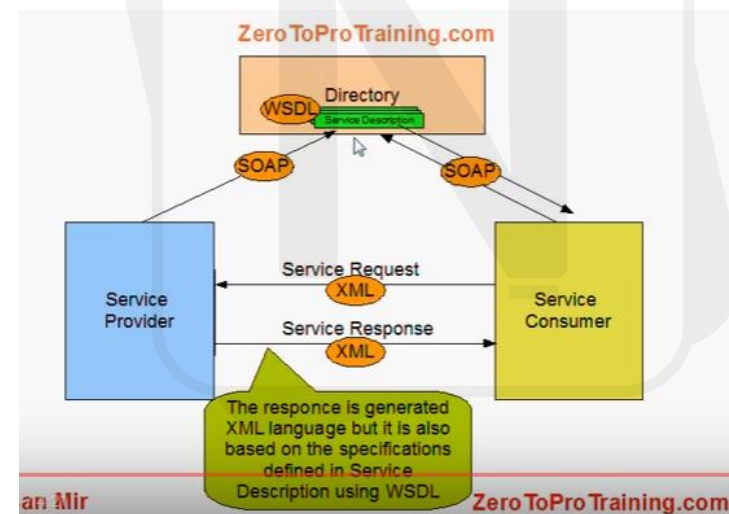 ZeroToProTraining.com
Directory
WSDL
Service Description
SOAP
SOAP
Service Request
XML
Service Provider
Service Consumer
Service Response
XML
The responce is generated
XML language but it is also
based on the specifications
defined in Service
Description using WSDL
an Mir
ZeroToProTraining.com